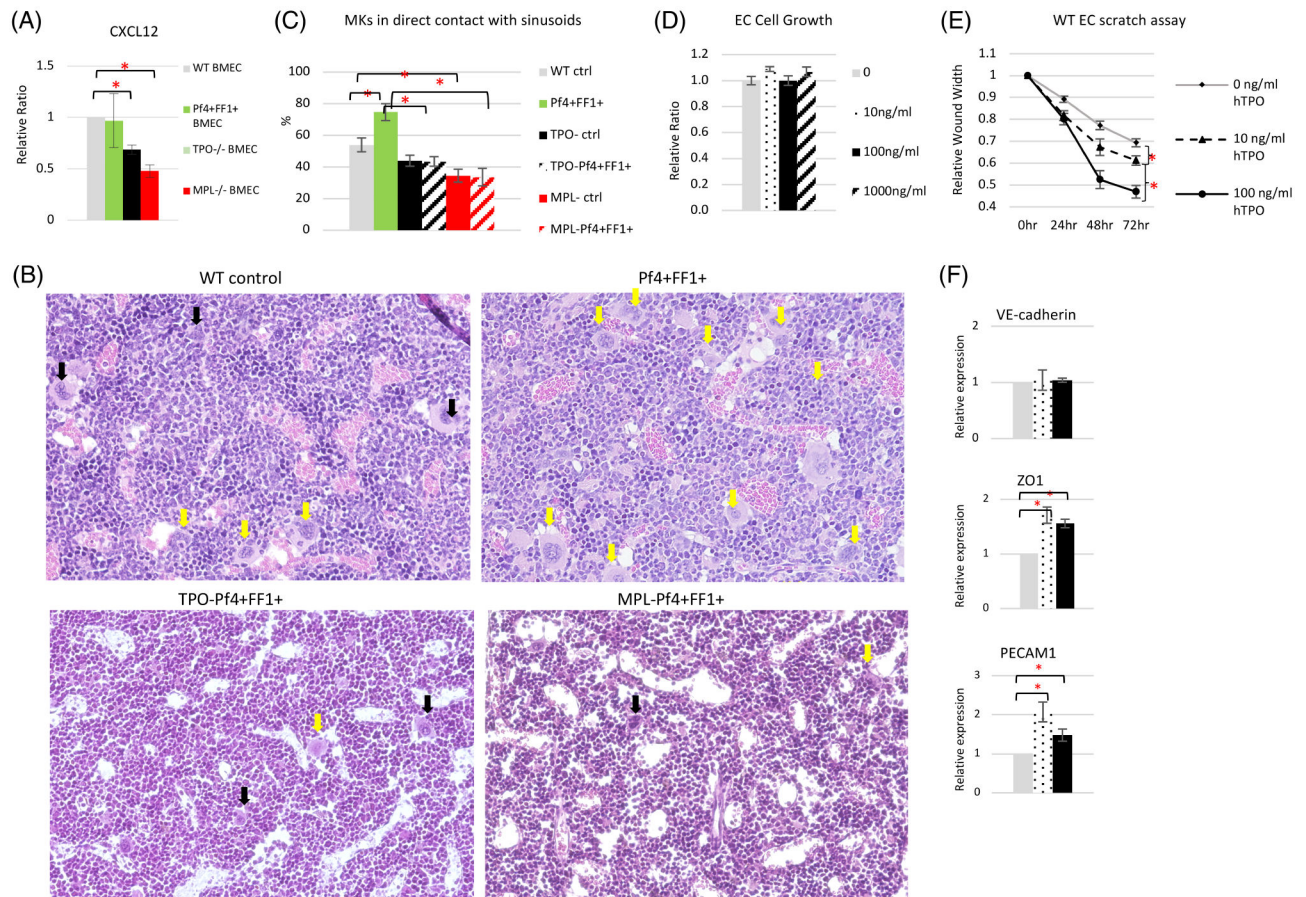 (A)
CXCL12
Relative Ratio
1.5
1
0.5
0
*
*
WT BMEC
Pf4+FF1+
BMEC
TPO-/- BMEC
MPL-/- BMEC
(C)
MKs in direct contact with sinusoids
%
100
80
60
40
20
0
*
*
*
*
WT ctrl
Pf4+FF1+
TPO- ctrl
TPO-Pf4+FF1+
MPL- ctrl
MPL-Pf4+FF1+
(D)
EC Cell Growth
Relative Ratio
1.2
1.0
0.8
0.6
0.4
0.2
0.0
0
10ng/ml
100ng/ml
1000ng/ml
(E)
WT EC scratch assay
Relative Wound Width
1.1
1
0.9
0.8
0.7
0.6
0.5
0.4
0hr 24hr 48hr 72hr
*
*
0 ng/ml
hTPO
10 ng/ml
hTPO
100 ng/ml
hTPO
(B)
WT control
Pf4+FF1+
TPO-Pf4+FF1+
MPL-Pf4+FF1+
(F)
VE-cadherin
Relative expression
2
1
0
ZO1
Relative expression
2
1
0
*
*
PECAM1
Relative expression
3
2
1
0
*
*